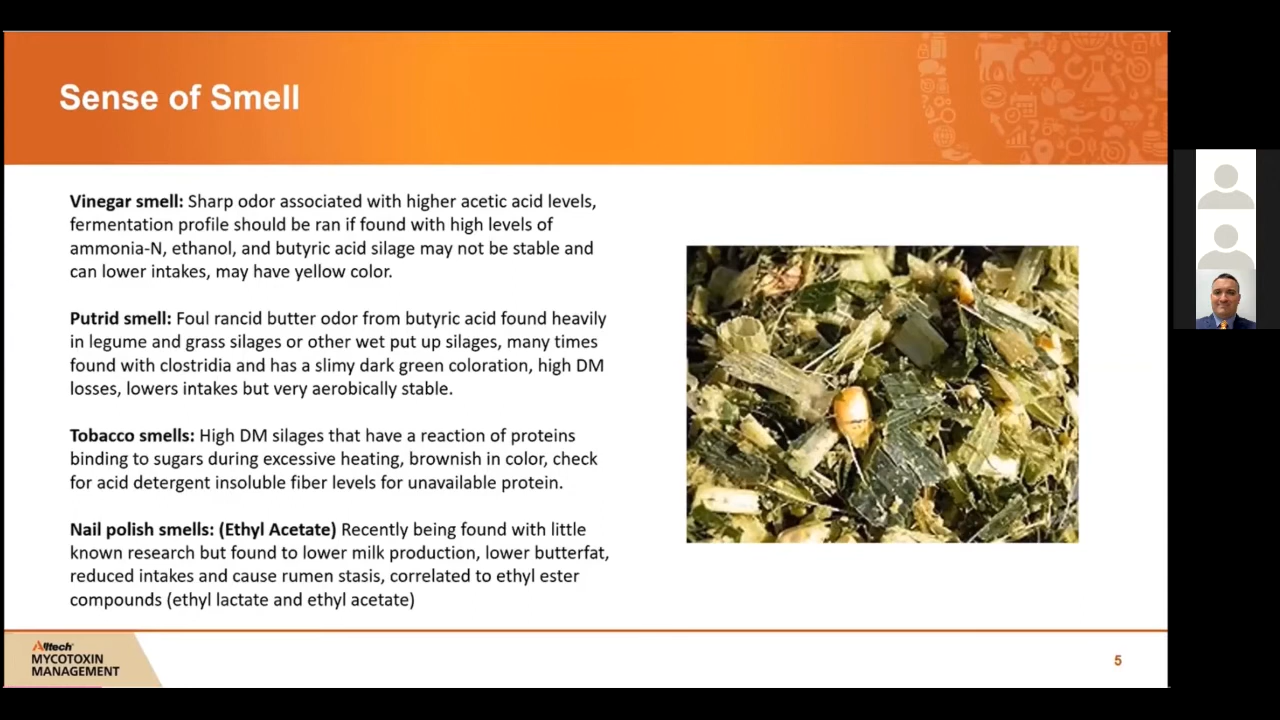 Sense of Smell
Vinegar smell: Sharp odor associated with higher acetic acid levels,
fermentation profile should be ran if found with high levels of
ammonia-N, ethanol, and butyric acid silage may not be stable and
can lower intakes, may have yellow color.
Putrid smell: Foul rancid butter odor from butyric acid found heavily
in legume and grass silages or other wet put up silages, many times
found with clostridia and has a slimy dark green coloration, high DM
losses, lowers intakes but very aerobically stable.
Tobacco smells: High DM silages that have a reaction of proteins
binding to sugars during excessive heating, brownish in color, check
for acid detergent insoluble fiber levels for unavailable protein.
Nail polish smells: (Ethyl Acetate) Recently being found with little
known research but found to lower milk production, lower butterfat,
reduced intakes and cause rumen stasis, correlated to ethyl ester
compounds (ethyl lactate and ethyl acetate)
Alltech
MYCOTOXIN
MANAGEMENT
5